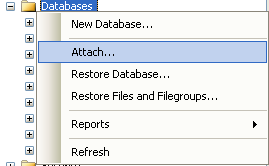 Databases
New Database...
Attach...
Restore Database...
Restore Files and Filegroups...
Reports
Refresh